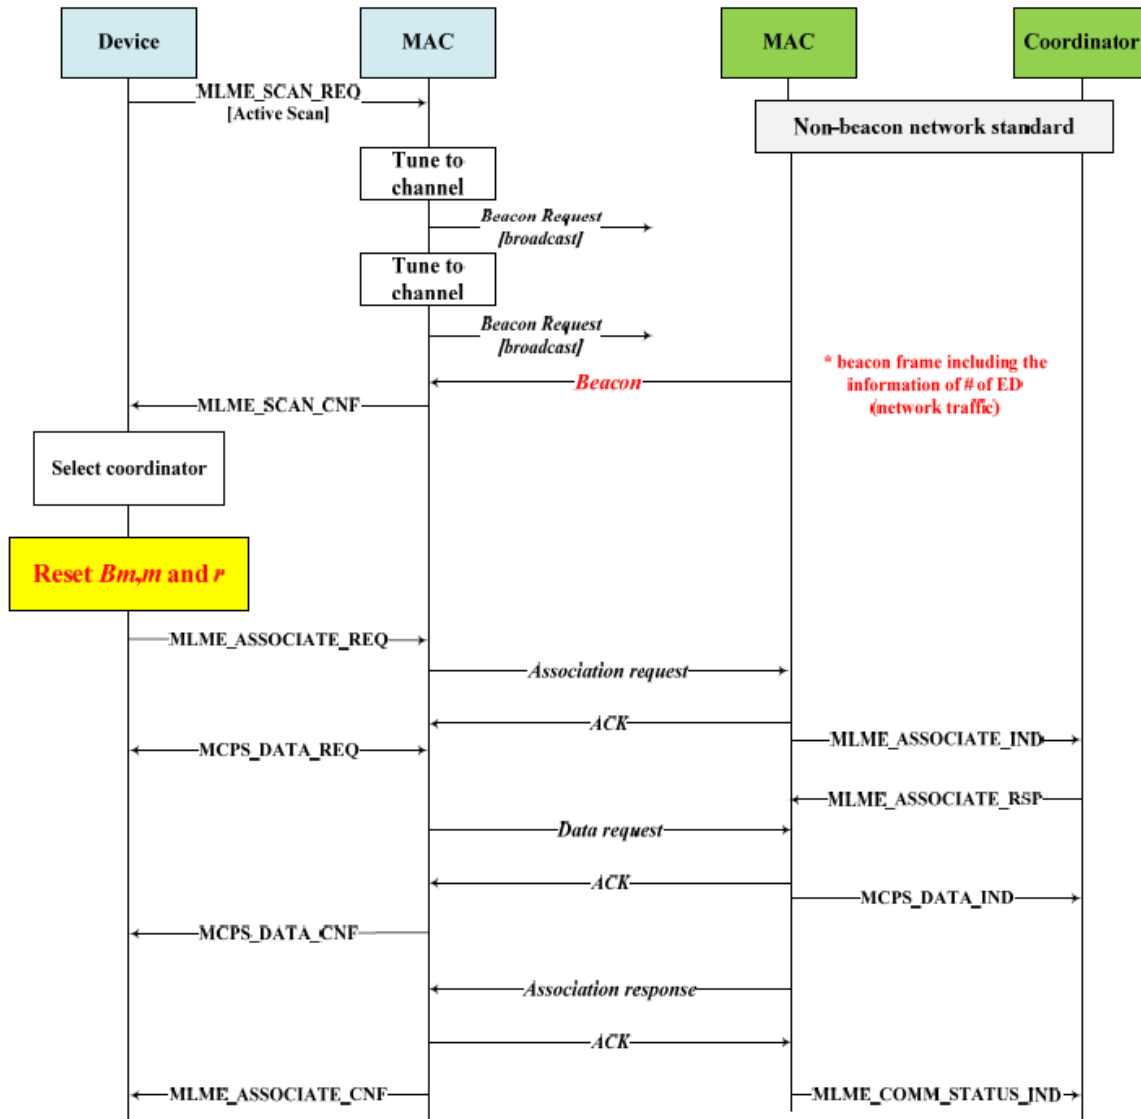 Device
MAC
MAC
Coordinator
MLME_SCAN_REQ
[Active Scan]
Non-beacon network standard
Tune to
channel
Beacon Request
[broadcast]
Tune to
channel
Beacon Request
[broadcast]
* beacon frame including the
information of # of ED
(network traffic)
Beacon
MLME_SCAN_CNF
Select coordinator
Reset Bm,m and r
MLME_ASSOCIATE_REQ
Association request
ACK
MCPS_DATA_REQ
MLME_ASSOCIATE_IND
MLME_ASSOCIATE_RSP
Data request
ACK
MCPS_DATA_IND
MCPS_DATA_CNF
Association response
ACK
MLME_ASSOCIATE_CNF
MLME_COMM_STATUS_IND